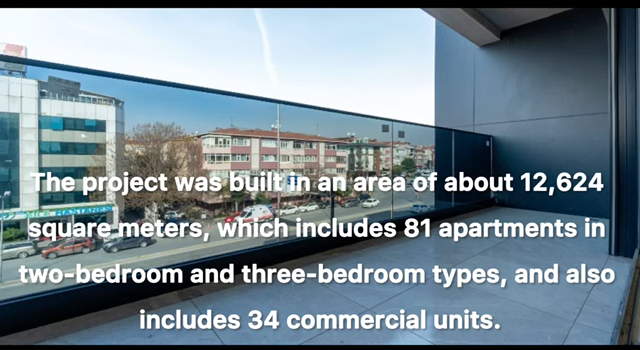 The project was built in an area of about 12,624
square meters, which includes 81 apartments in
two-bedroom and three-bedroom types, and also
includes 34 commercial units.